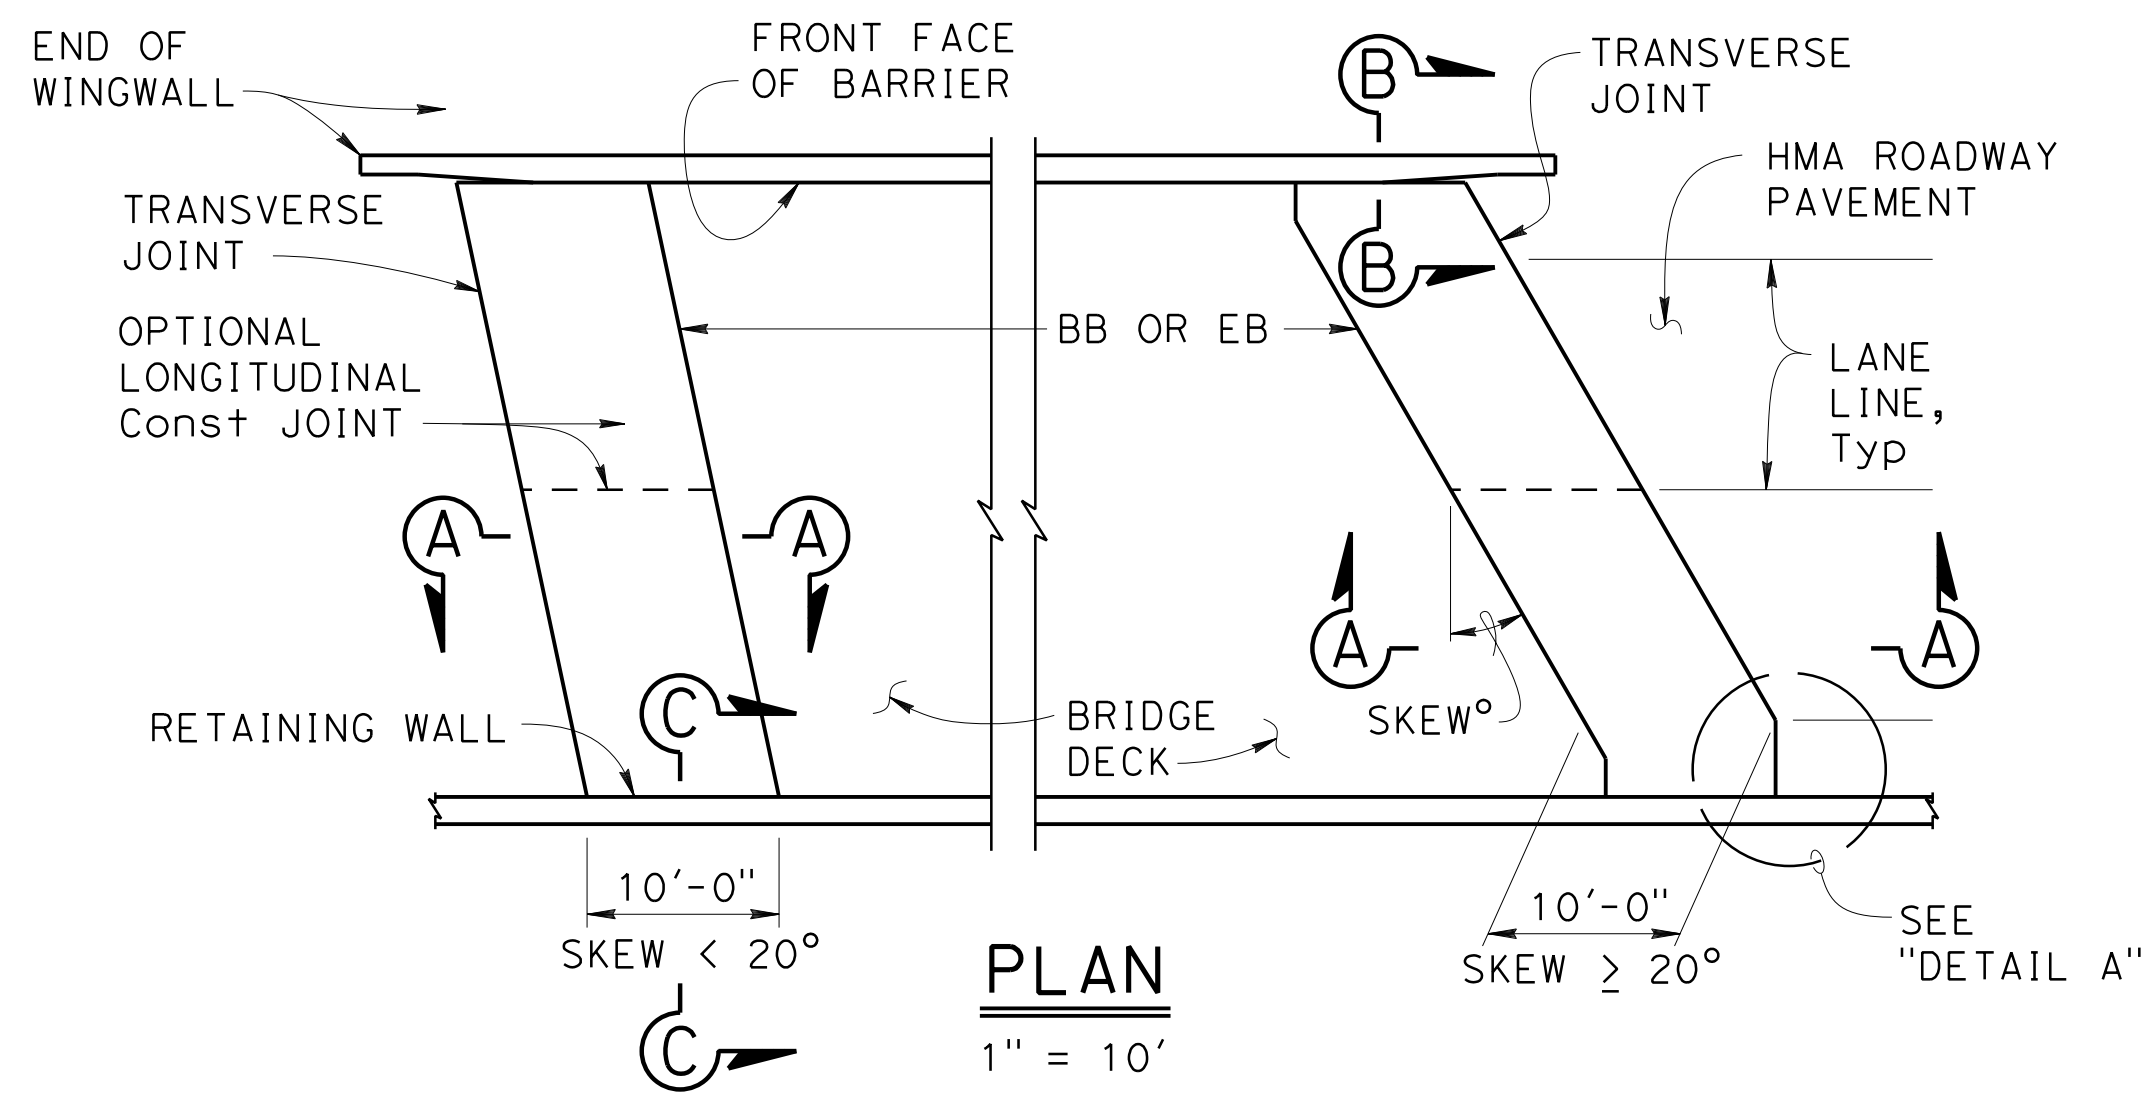 END OF
WINGWALL
FRONT FACE
OF BARRIER
B
TRANSVERSE
JOINT
HMA ROADWAY
PAVEMENT
TRANSVERSE
JOINT
B
OPTIONAL
LONGITUDINAL
Const JOINT
BB OR EB
LANE
LINE,
Typ
A
A
A
A
C
RETAINING WALL
BRIDGE
DECK
SKEW°
10'-0"
SKEW < 20°
10'-0"
SKEW ≥ 20°
SEE
"DETAIL A"
C
PLAN
1" = 10'